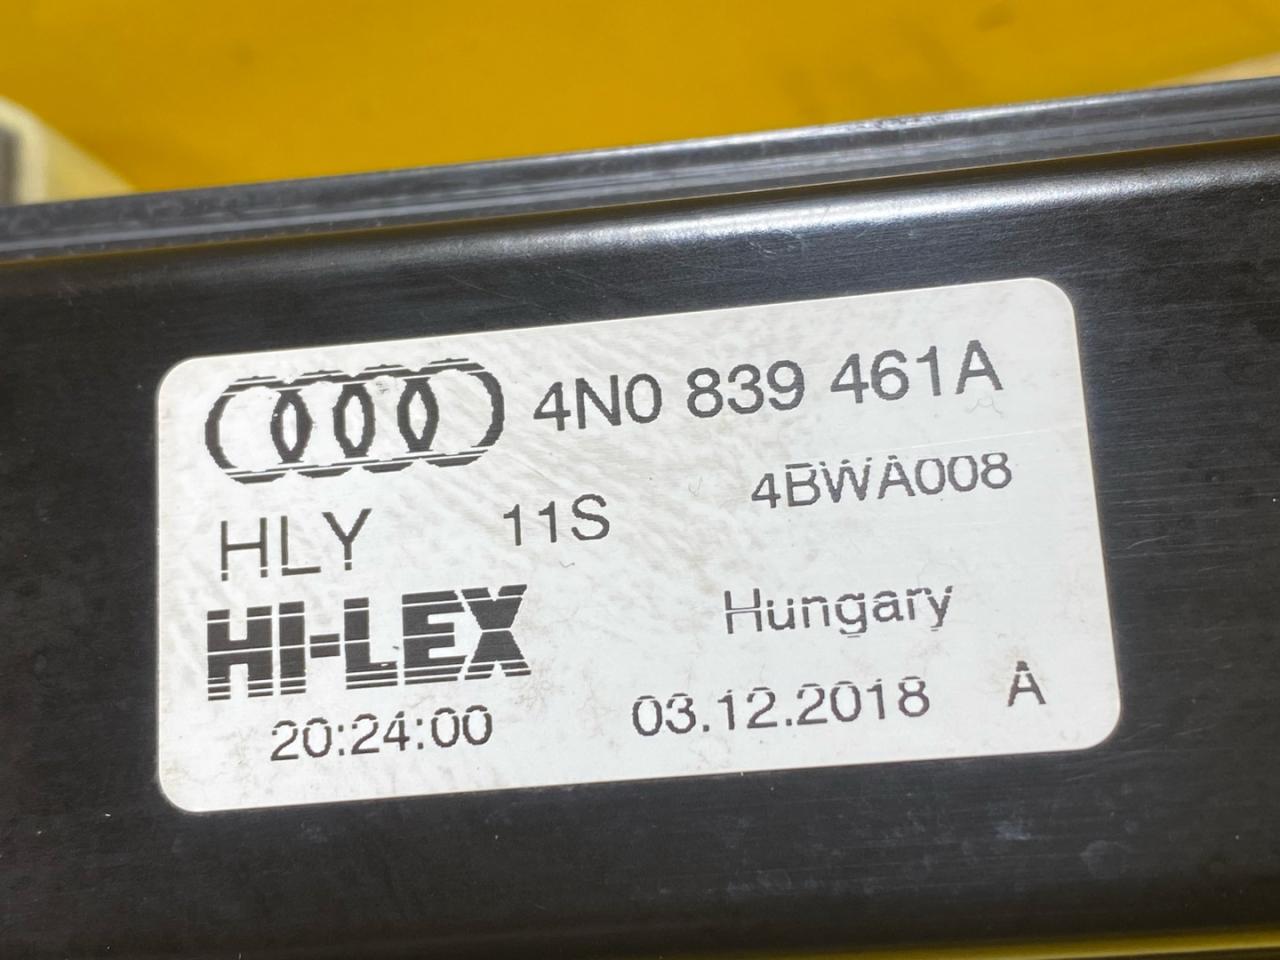 4N0 839 461A
HLY 11S 4BWA008
HI-LEX Hungary
20:24:00 03.12.2018 A